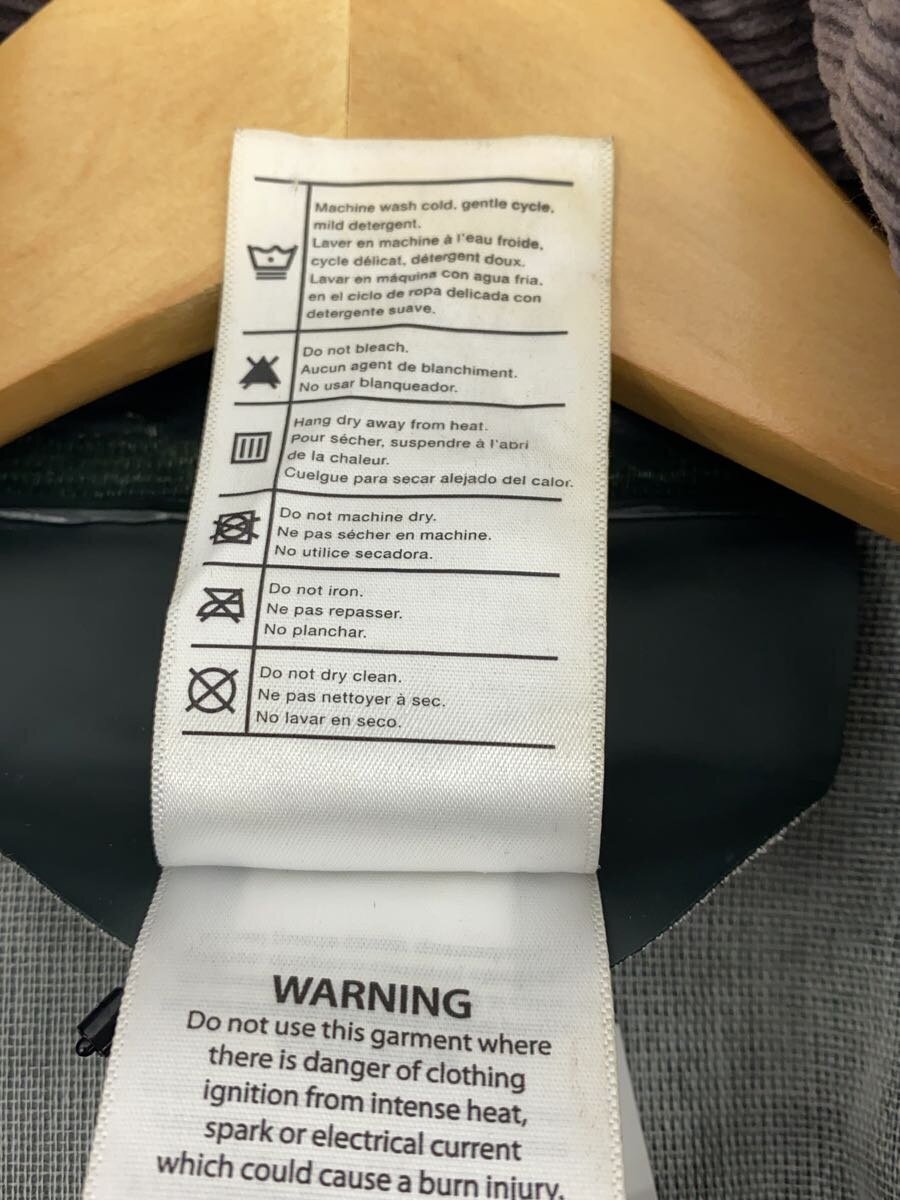 Machine wash cold, gentle cycle,
mild detergent.
Laver en machine à l'eau froide,
cycle délicat, détergent doux.
Lavar en máquina con agua fria,
en el ciclo de ropa delicada con
detergente suave.
Do not bleach.
Aucun agent de blanchiment.
No usar blanqueador.
Hang dry away from heat.
Pour sécher, suspendre à l'abri
de la chaleur.
Cuelgue para secar alejado del calor.
Do not machine dry.
Ne pas sécher en machine.
No utilice secadora.
Do not iron.
Ne pas repasser.
No planchar.
Do not dry clean.
Ne pas nettoyer à sec.
No lavar en seco.
WARNING
Do not use this garment where
there is danger of clothing
ignition from intense heat,
spark or electrical current
which could cause a burn injury.